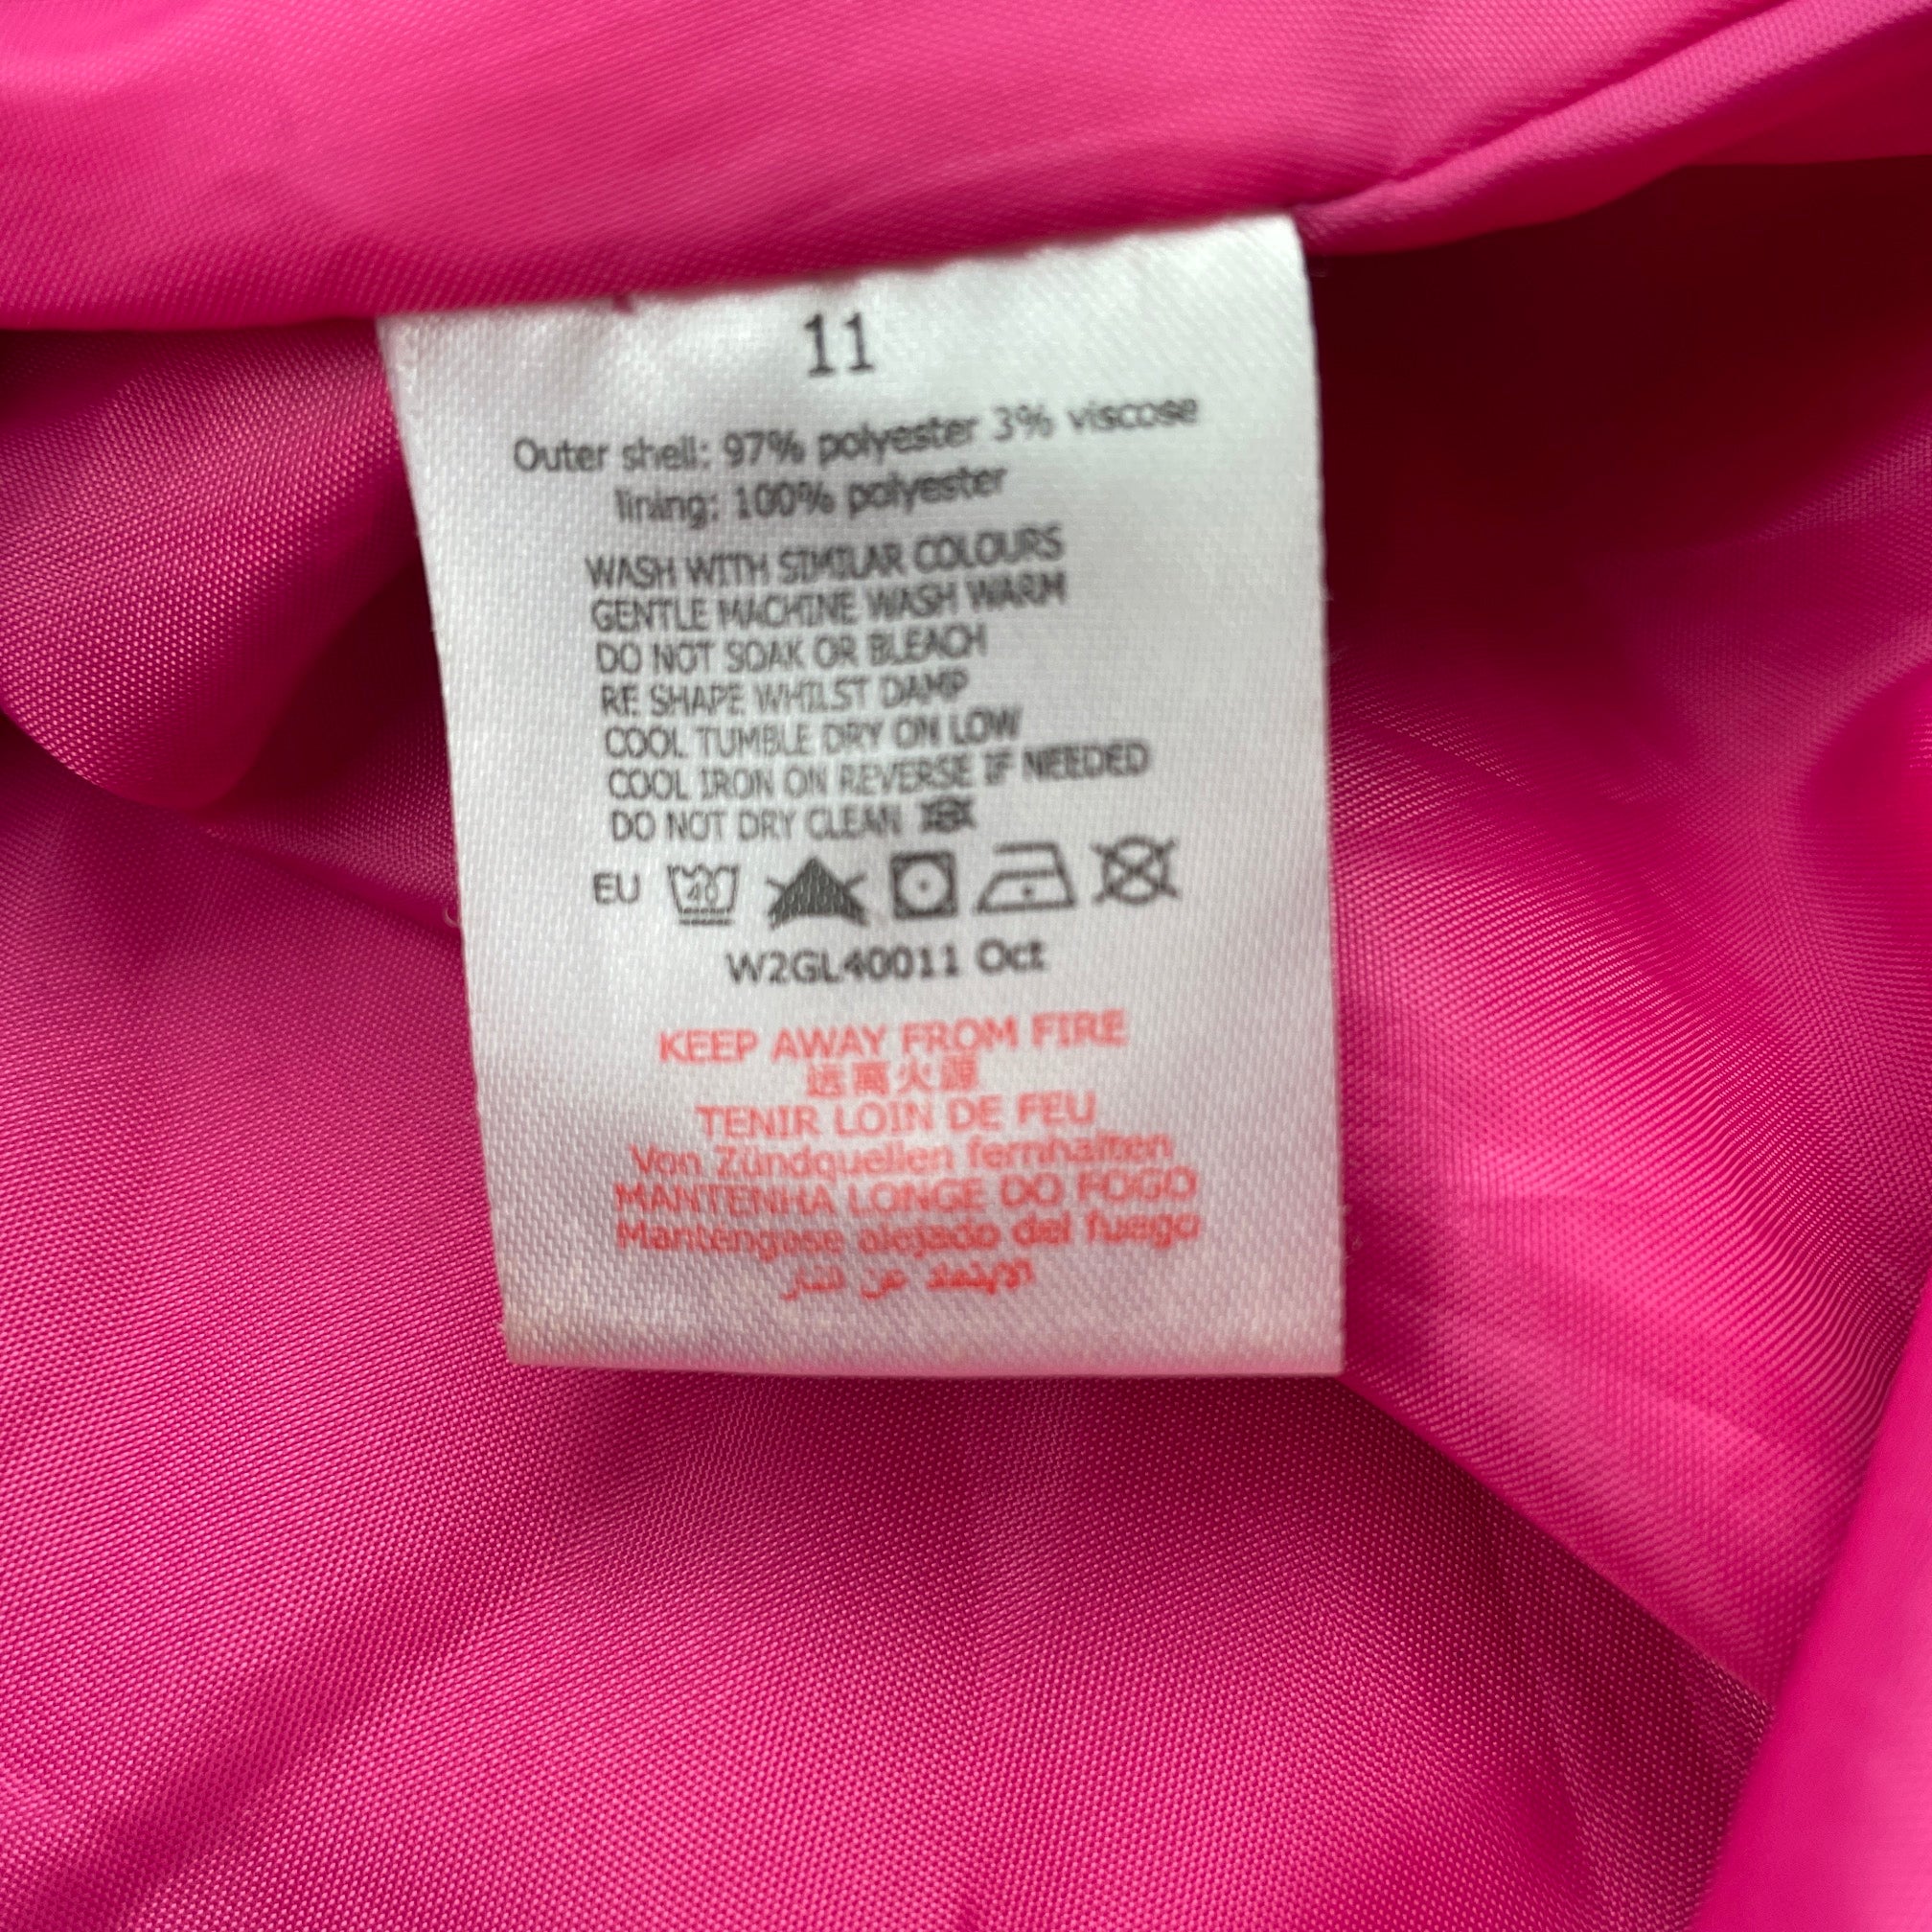 11
Outer shell: 97% polyester 3% viscose
lining: 100% polyester
WASH WITH SIMILAR COLOURS
GENTLE MACHINE WASH WARM
DO NOT SOAK OR BLEACH
RE SHAPE WHILST DAMP
COOL TUMBLE DRY ON LOW
COOL IRON ON REVERSE IF NEEDED
DO NOT DRY CLEAN
EU 40
W2GL40011 Oct
KEEP AWAY FROM FIRE
远离火源
TENIR LOIN DE FEU
Von Zündquellen fernhalten
MANTENHA LONGE DO FOGO
Manténgase alejado del fuego
عن